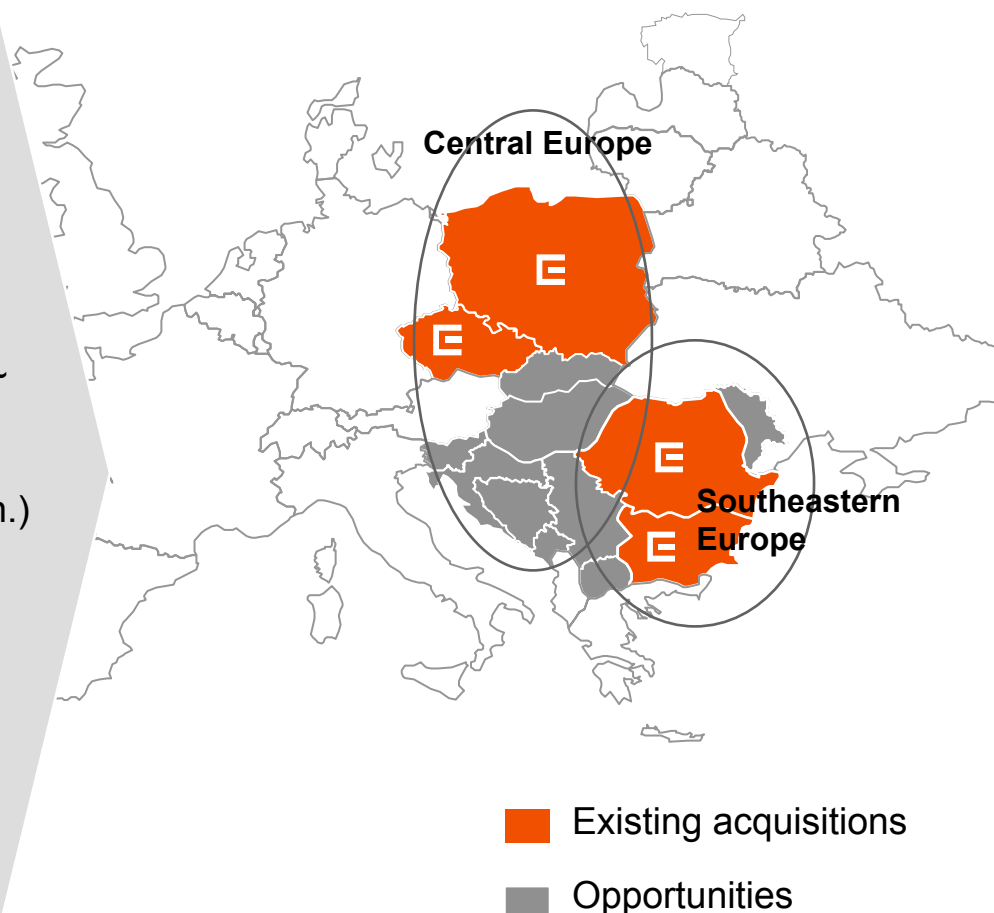 Central Europe
n.)
Southeastern
Europe
Existing acquisitions
Opportunities